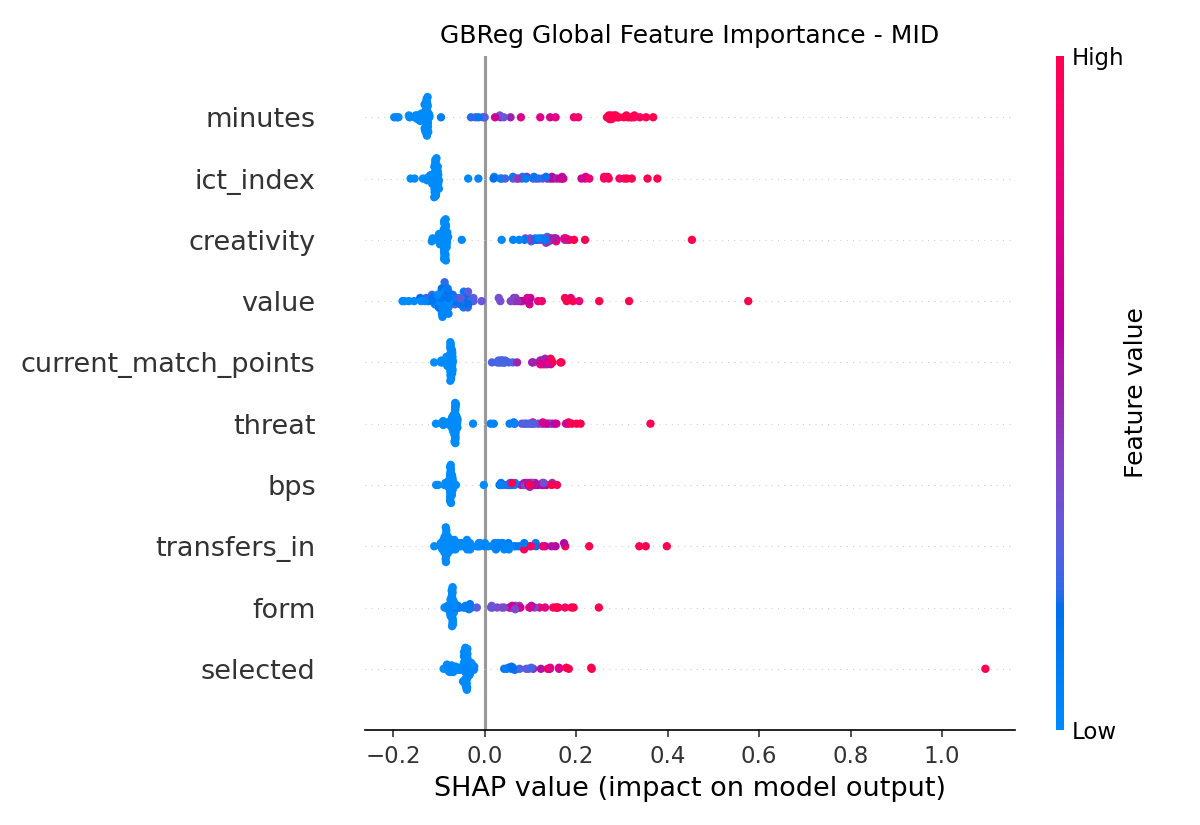 GBReg Global Feature Importance - MID
High
minutes
ict_index
creativity
value
current_match_points
threat
bps
transfers_in
form
selected
Feature value
Low
−0.2 0.0 0.2 0.4 0.6 0.8 1.0
SHAP value (impact on model output)